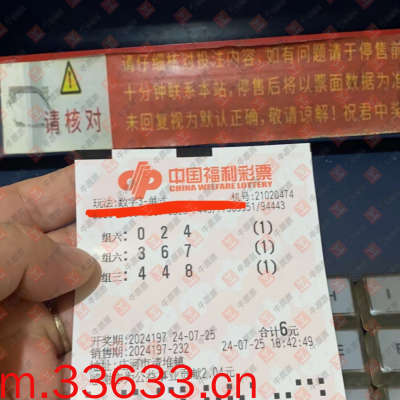 请仔细核对投注内容,如有问题请于停售前
十分钟联系本站,停售后将以票面数据为准
未回复视为默认正确,敬请谅解!祝君中奖
请核对
中国福利彩票
CHINA WELFARE LOTTERY
机号:21020474
94443
组六: 0 2 4 (1)
组六: 3 6 7 (1)
组三: 4 4 8 (1)
开奖期:2024197 24-07-25 合计6元
销售期:2024197-232 24-07-25 18:42:49
2.04元
m.33633.cn